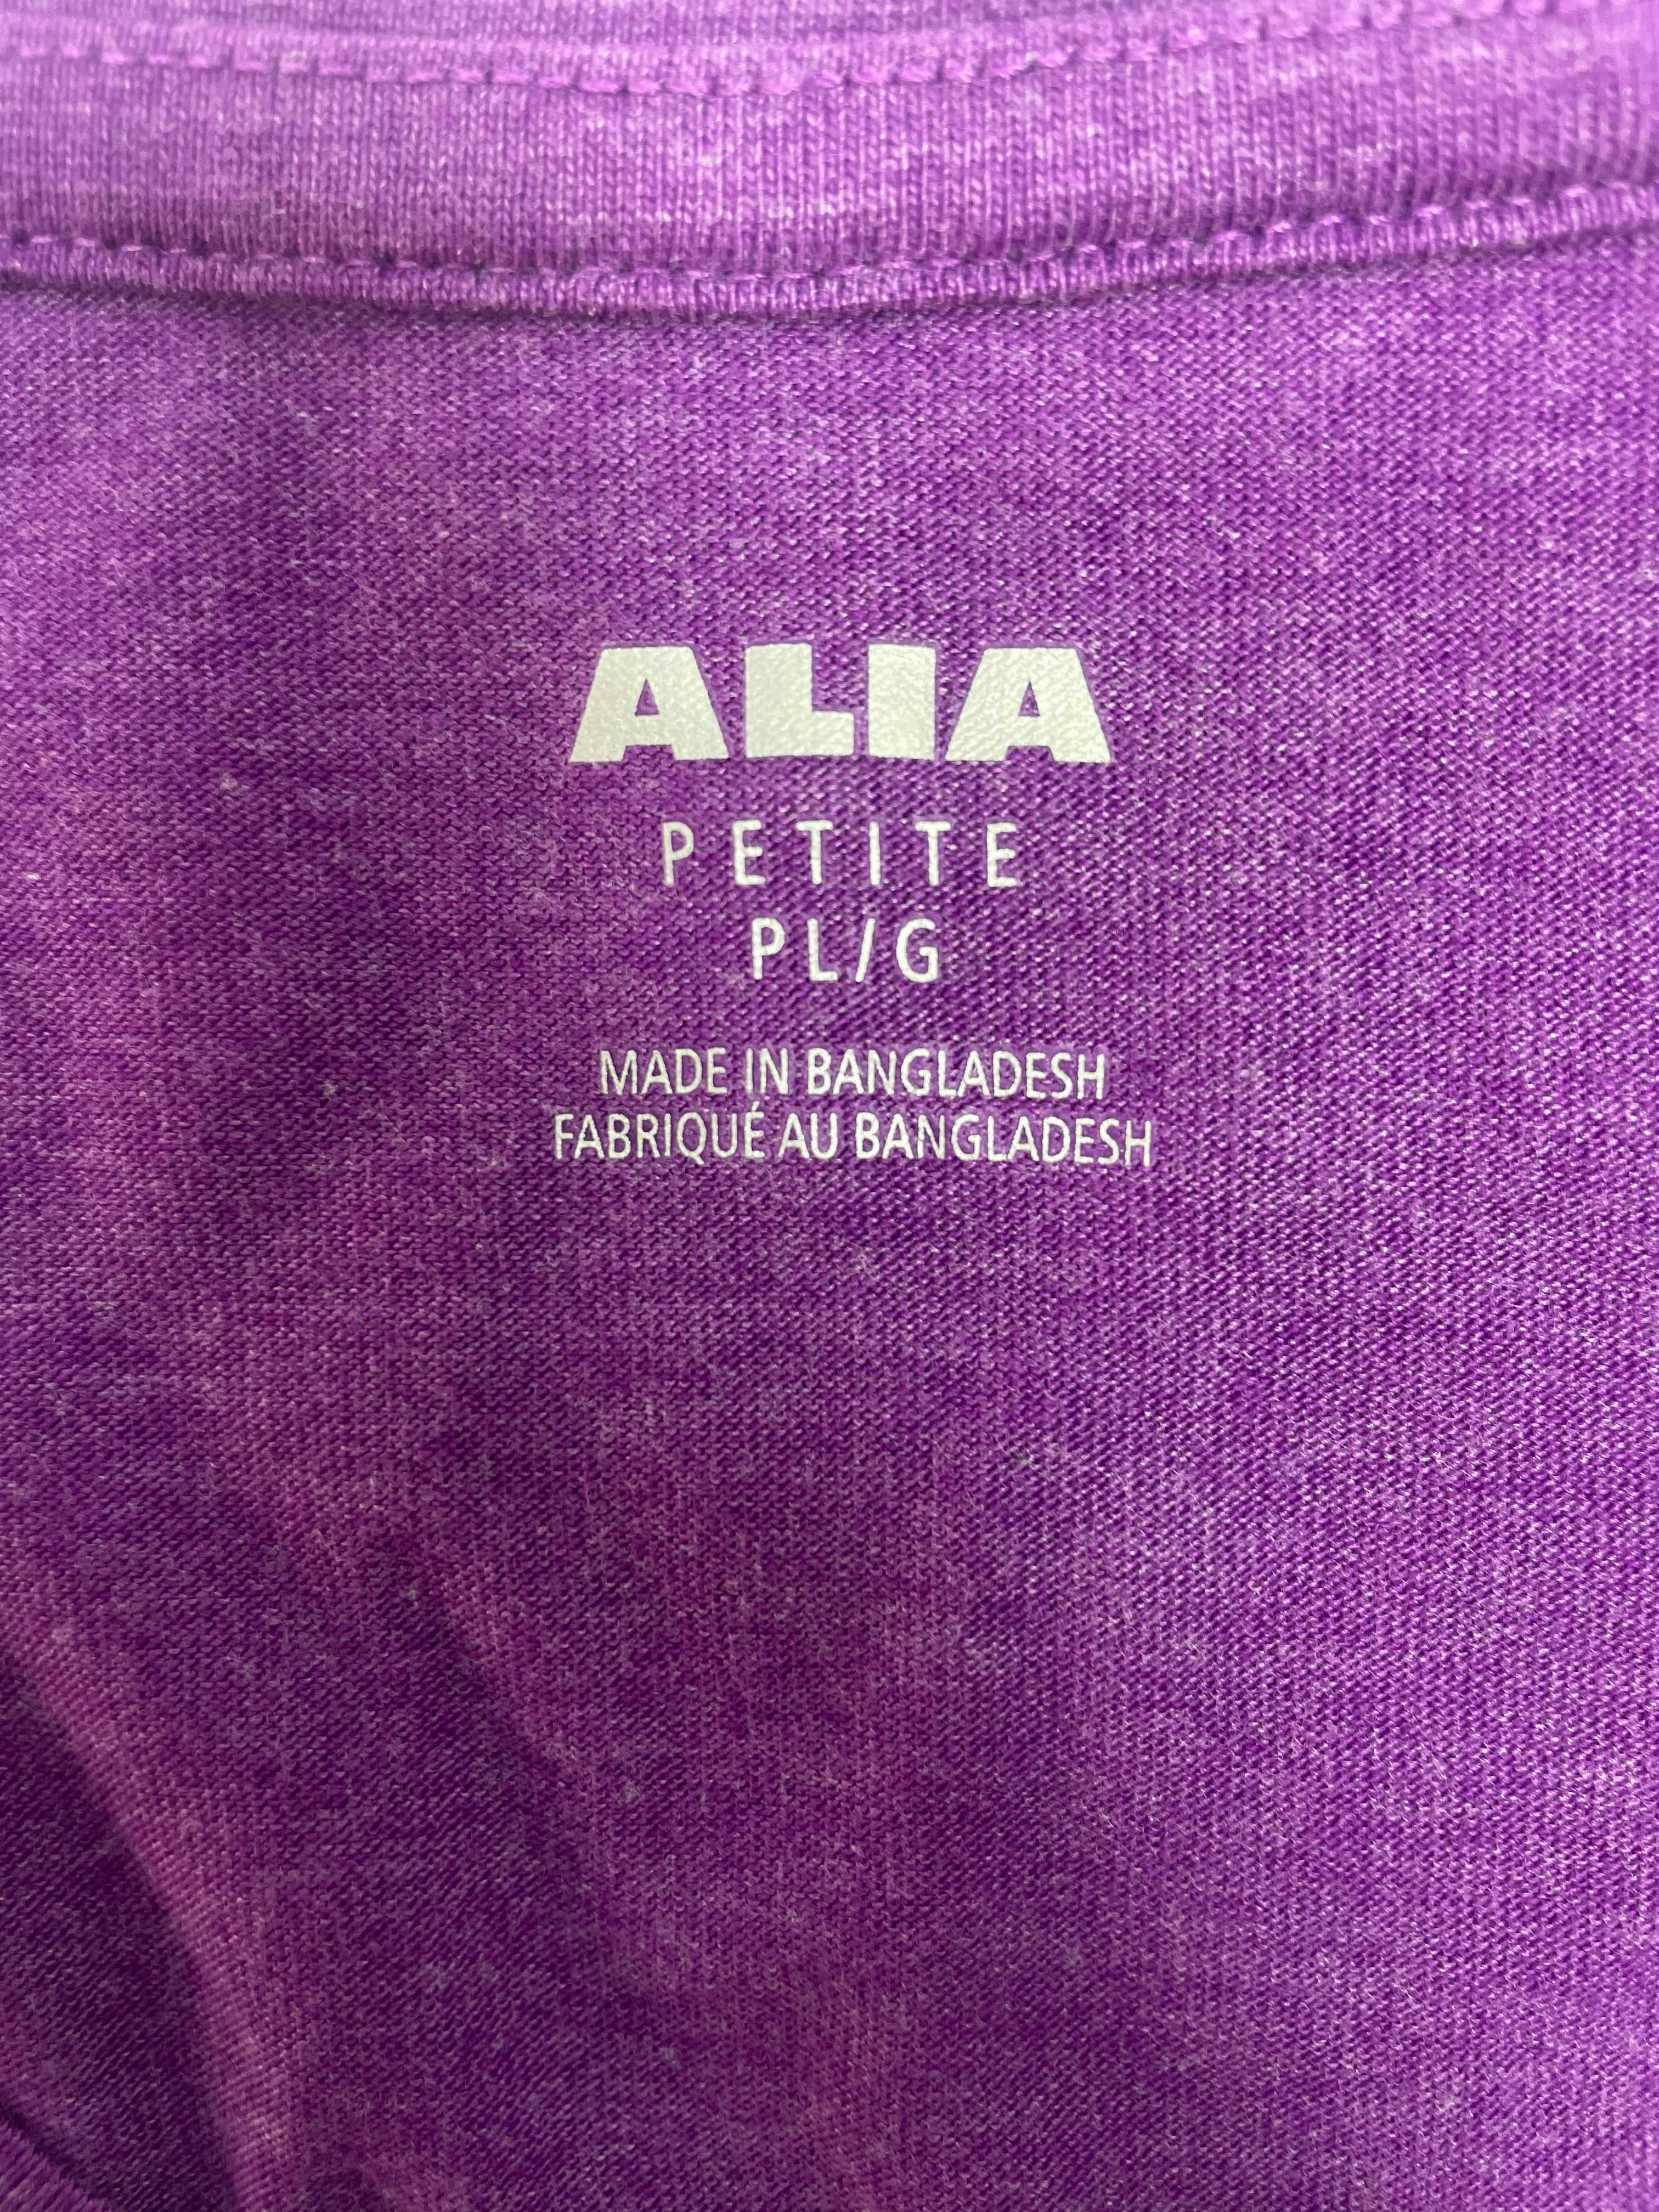 ALIA
PETITE
PL/G
MADE IN BANGLADESH
FABRIQUÉ AU BANGLADESH